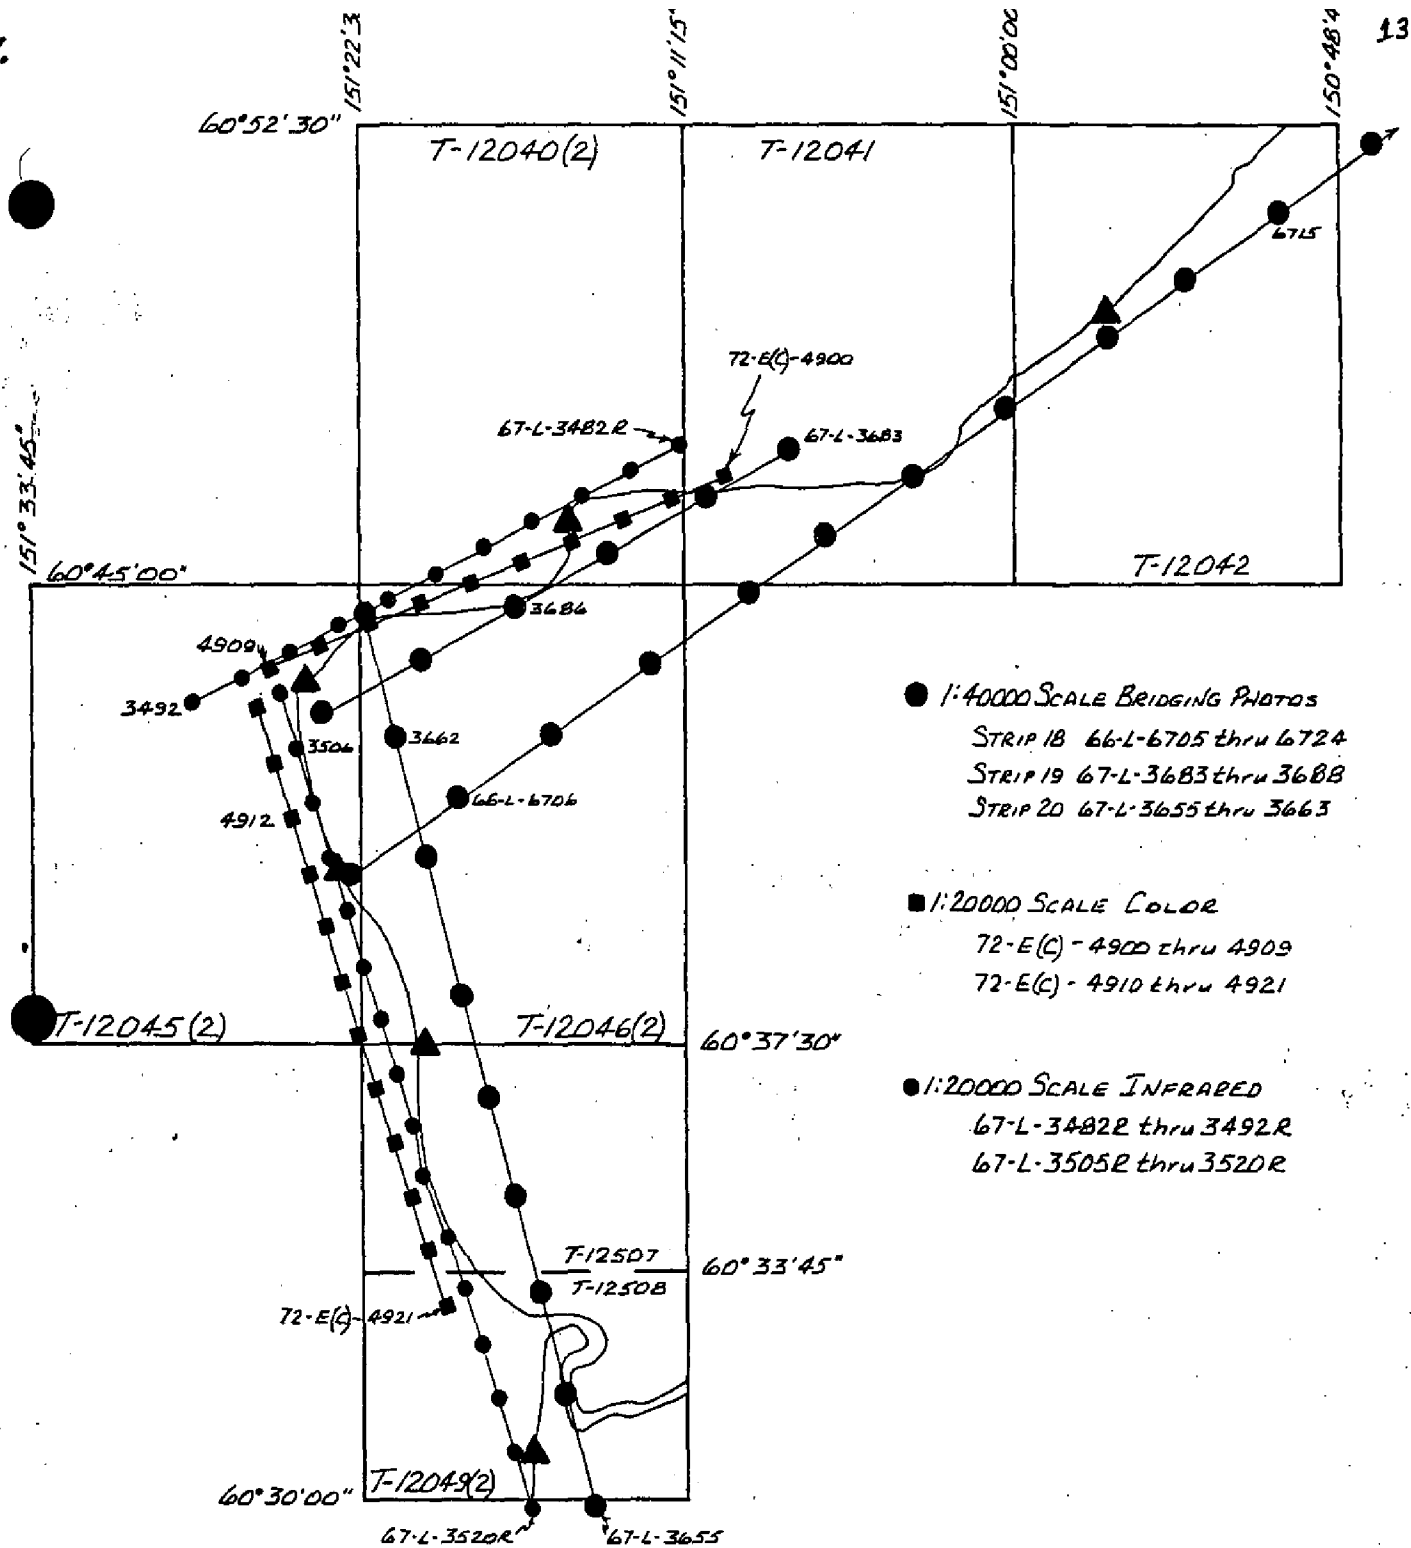 13
151°22'3
151°11'15"
151°00'00
150°48'4
60°52'30"
T-12040(2)
T-12041
6715
72-E(C)-4900
67-L-3482R
67-L-3683
151°33'45"
60°45'00"
T-12042
3686
4909
3492
3506
3662
4912
66-L-6706
1:40000 SCALE BRIDGING PHOTOS
STRIP 18 66-L-6705 thru 6724
STRIP 19 67-L-3683 thru 3688
STRIP 20 67-L-3655 thru 3663
1:20000 SCALE COLOR
72-E(C)-4900 thru 4909
72-E(C)-4910 thru 4921
T-12045(2)
T-12046(2)
60°37'30"
1:20000 SCALE INFRARED
67-L-3482R thru 3492R
67-L-3505R thru 3520R
T-12507
60°33'45"
T-12508
72-E(C)-4921
T-12049(2)
60°30'00"
67-L-3520R
67-L-3655